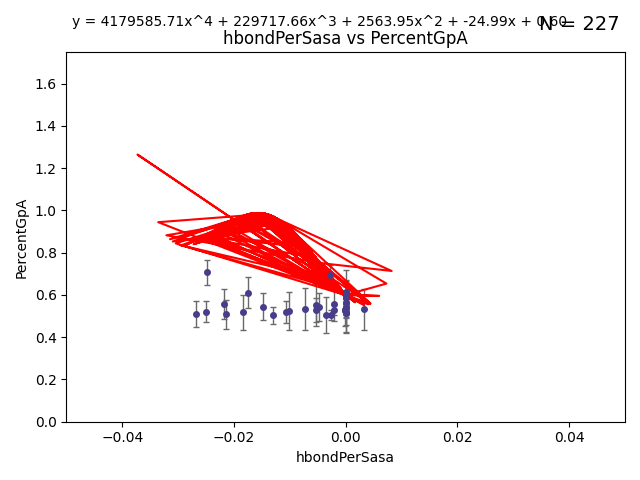 y = 4179585.71x^4 + 229717.66x^3 + 2563.95x^2 + -24.99x + 0.60
N = 227
hbondPerSasa vs PercentGpA
1.6
1.4
1.2
1.0
0.8
0.6
0.4
0.2
0.0
PercentGpA
−0.04 −0.02 0.00 0.02 0.04
hbondPerSasa